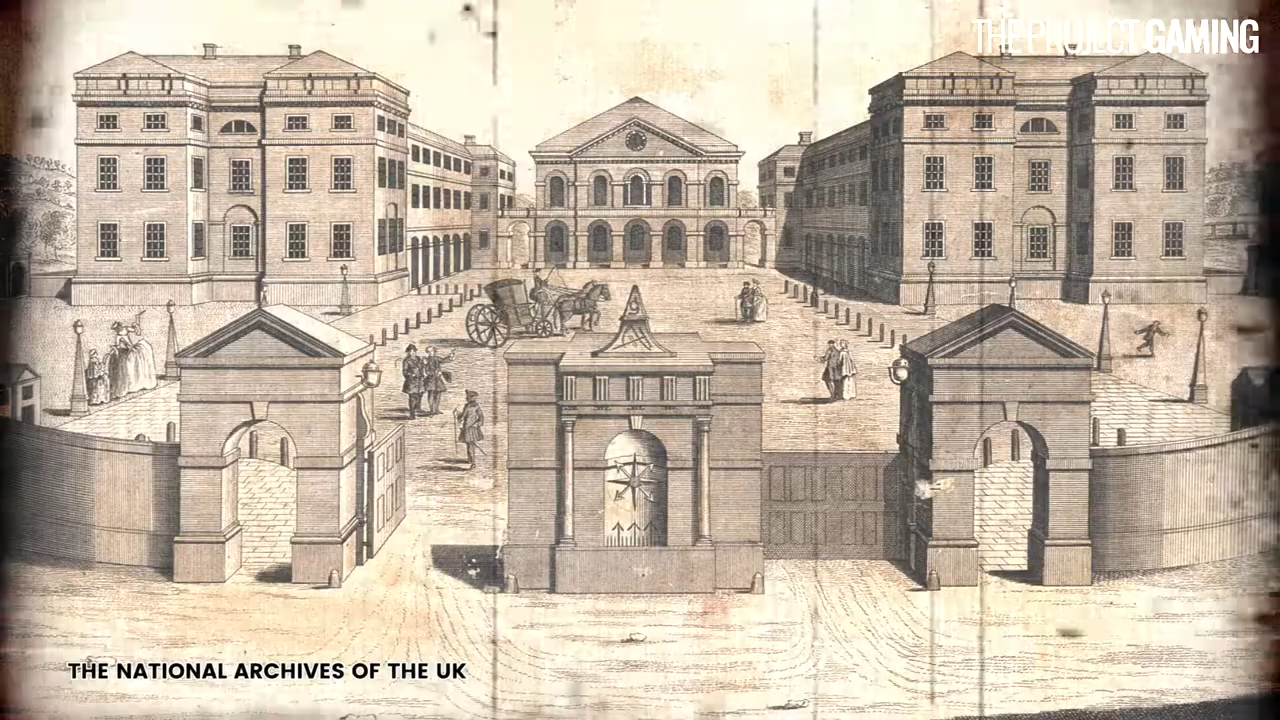 THE PROJECT GAMING
THE NATIONAL ARCHIVES OF THE UK